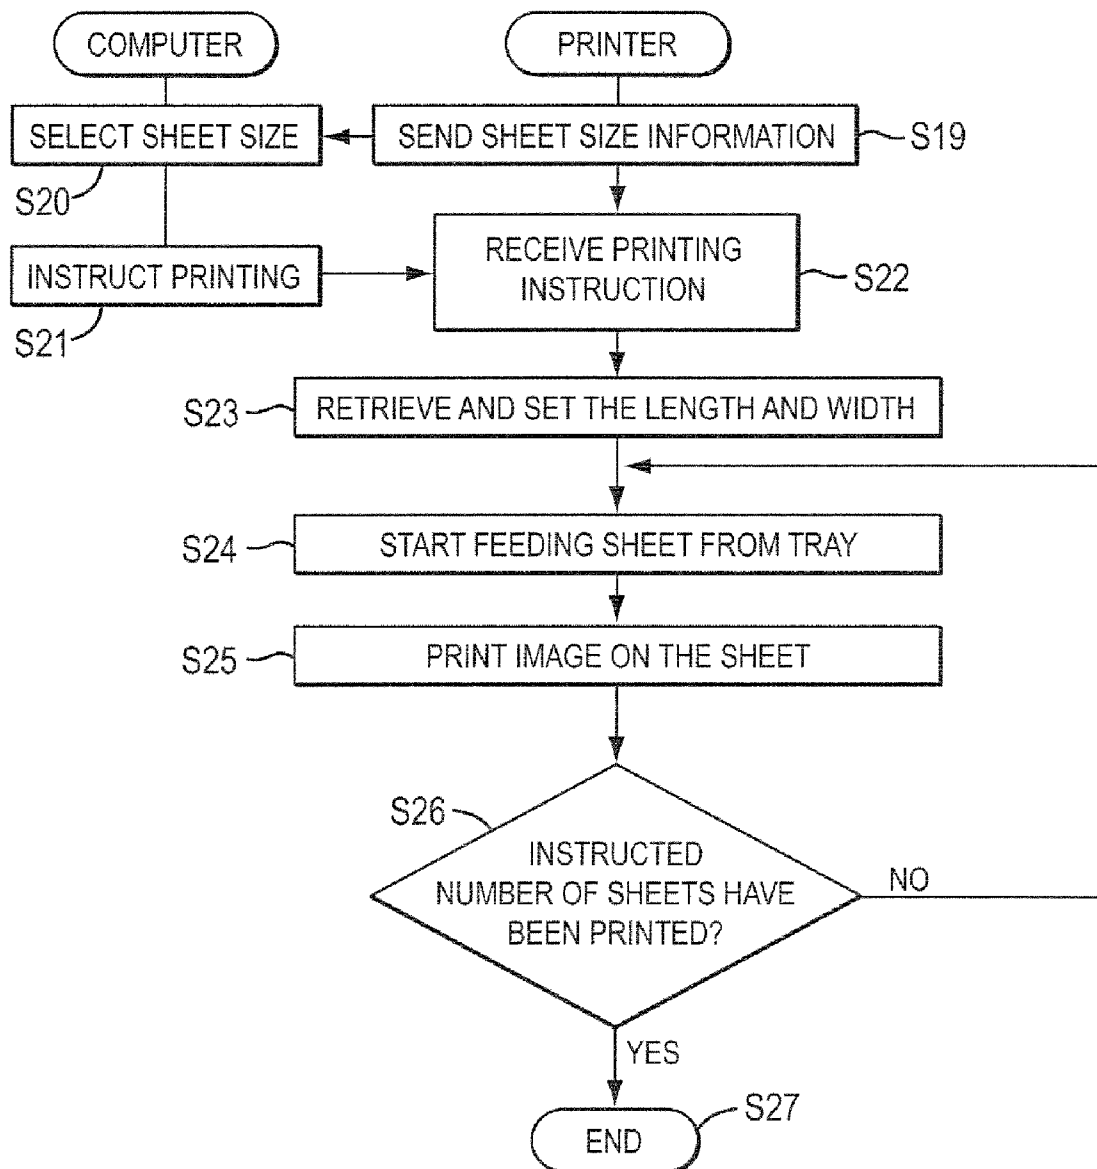 COMPUTER
PRINTER
SELECT SHEET SIZE
SEND SHEET SIZE INFORMATION
S19
S20
INSTRUCT PRINTING
RECEIVE PRINTING
INSTRUCTION
S22
S21
S23
RETRIEVE AND SET THE LENGTH AND WIDTH
S24
START FEEDING SHEET FROM TRAY
S25
PRINT IMAGE ON THE SHEET
S26
INSTRUCTED
NUMBER OF SHEETS HAVE
BEEN PRINTED?
NO
YES
S27
END